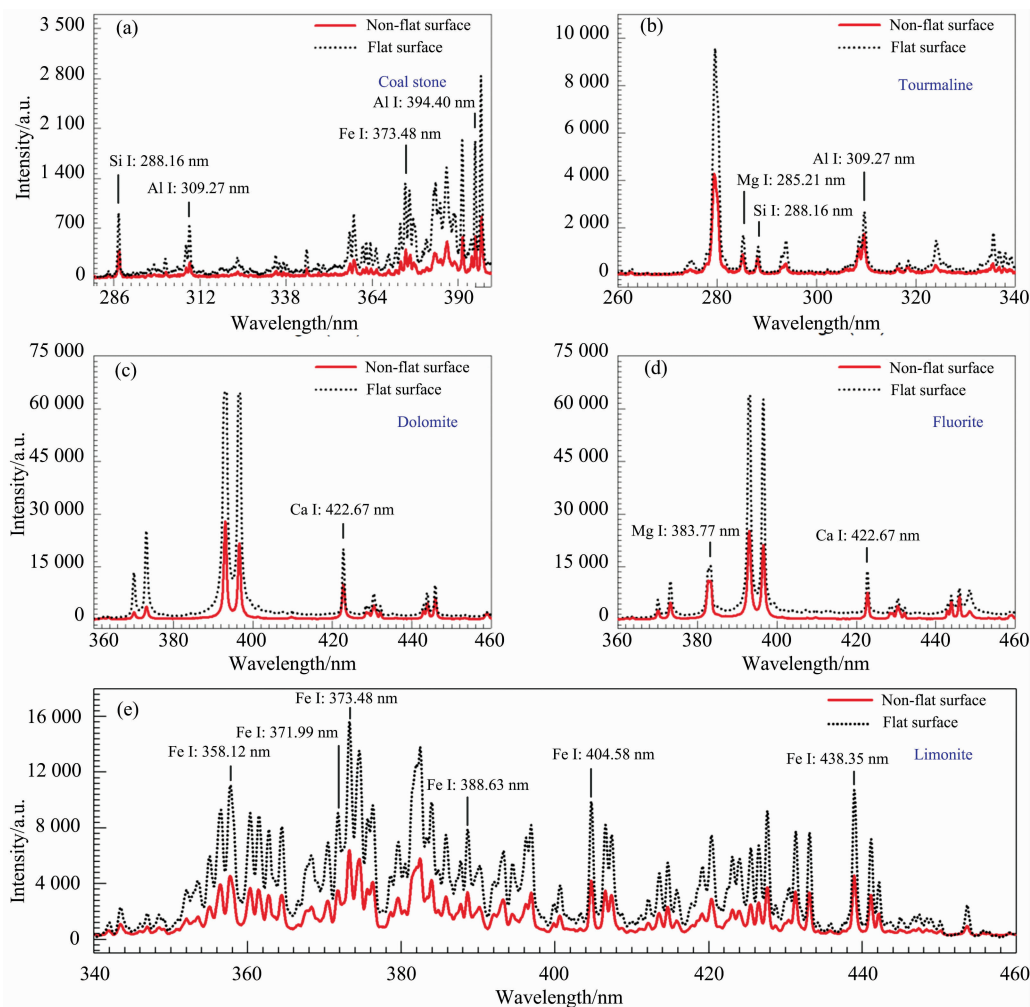 (a)
Non-flat surface
Flat surface
Coal stone
Al I: 394.40 nm
Fe I: 373.48 nm
Si I: 288.16 nm
Al I: 309.27 nm
Intensity/a.u.
3 500
2 800
2 100
1 400
700
0
286
312
338
364
390
Wavelength/nm
(b)
Non-flat surface
Flat surface
Tourmaline
Al I: 309.27 nm
Mg I: 285.21 nm
Si I: 288.16 nm
Intensity/a.u.
10 000
8 000
6 000
4 000
2 000
0
260
280
300
320
340
Wavelength/nm
(c)
Non-flat surface
Flat surface
Dolomite
Ca I: 422.67 nm
Intensity/a.u.
75 000
60 000
45 000
30 000
15 000
0
360
380
400
420
440
460
Wavelength/nm
(d)
Non-flat surface
Flat surface
Fluorite
Mg I: 383.77 nm
Ca I: 422.67 nm
Intensity/a.u.
75 000
60 000
45 000
30 000
15 000
0
360
380
400
420
440
460
Wavelength/nm
(e)
Non-flat surface
Flat surface
Limonite
Fe I: 373.48 nm
Fe I: 371.99 nm
Fe I: 358.12 nm
Fe I: 388.63 nm
Fe I: 404.58 nm
Fe I: 438.35 nm
Intensity/a.u.
16 000
12 000
8 000
4 000
0
340
360
380
400
420
440
460
Wavelength/nm